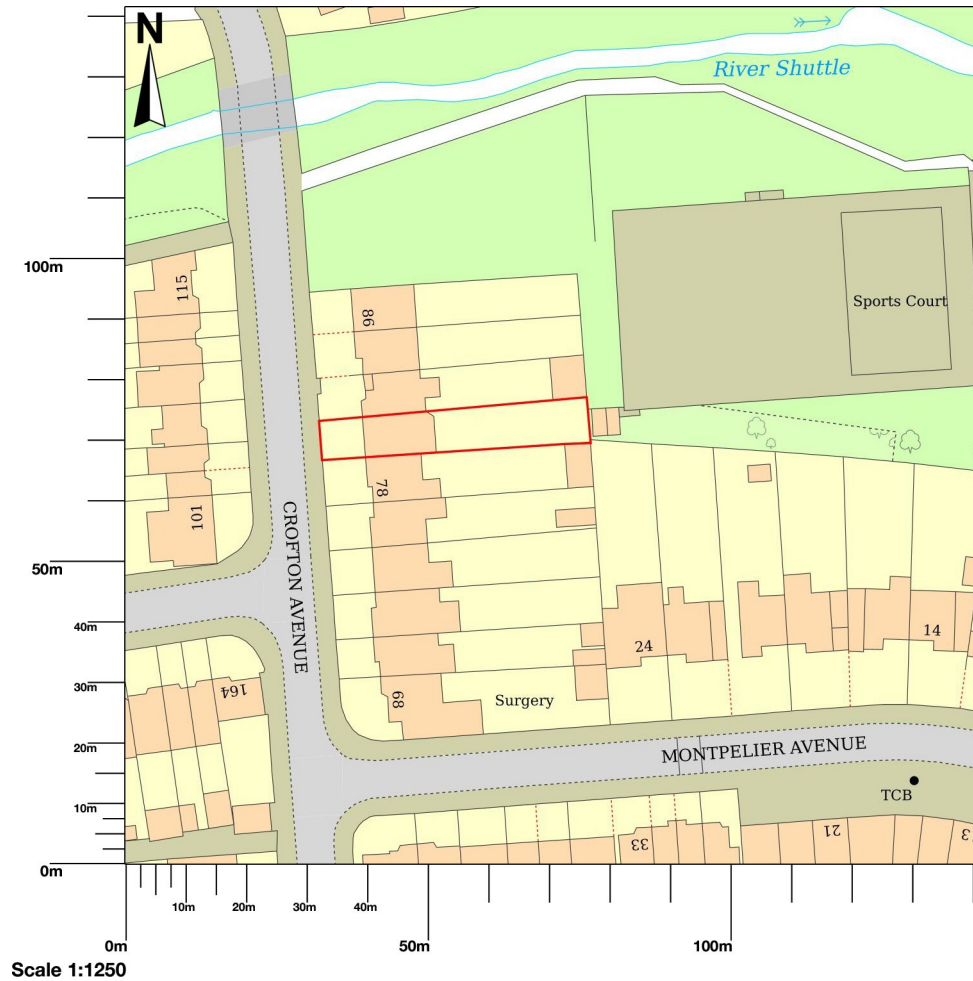 N
River Shuttle
100m
115
86
Sports Court
78
101
50m
CROFTON AVENUE
40m
24
14
30m
164
68
Surgery
20m
MONTPELIER AVENUE
TCB
10m
33
21
3
0m
10m
20m
30m
40m
0m
50m
100m
Scale 1:1250